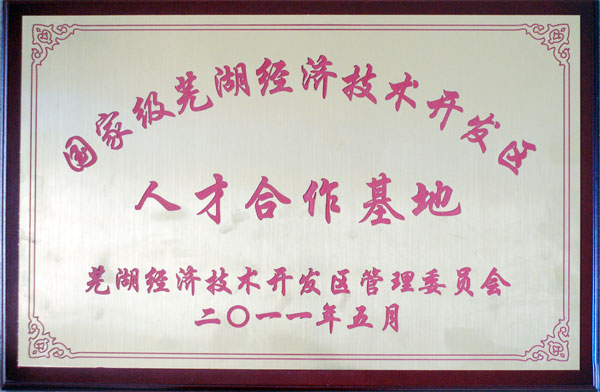 国家级芜湖经济技术开发区
人才合作基地
芜湖经济技术开发区管理委员会
二〇一一年五月